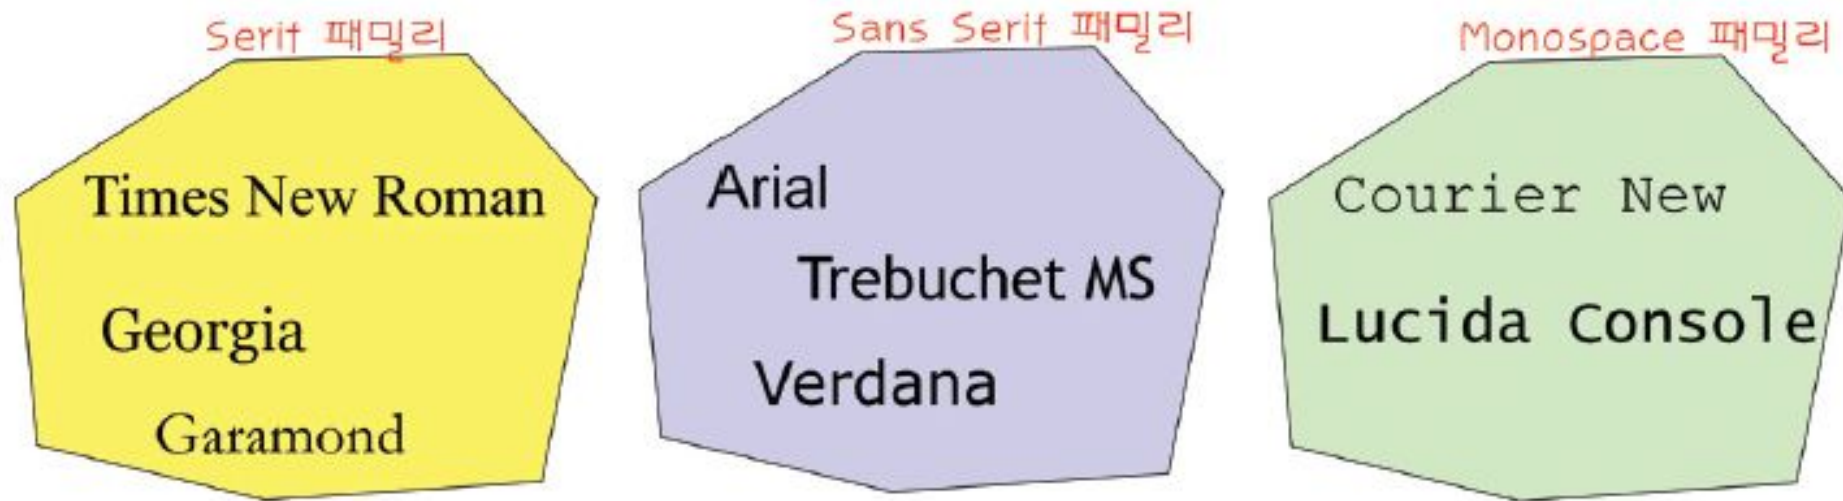 Serif 패밀리
Times New Roman
Georgia
Garamond
Sans Serif 패밀리
Arial
Trebuchet MS
Verdana
Monospace 패밀리
Courier New
Lucida Console